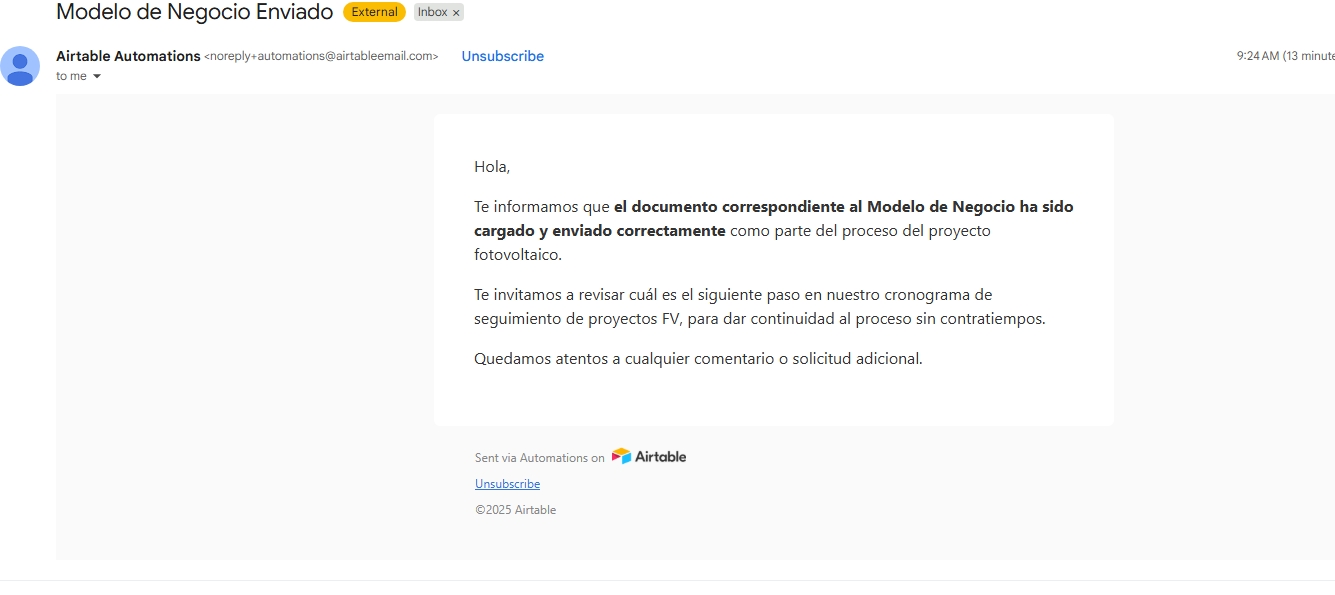 Modelo de Negocio Enviado External Inbox ×
Airtable Automations <noreply+automations@airtableemail.com> Unsubscribe 9:24 AM (13 minute
to me
Hola,
Te informamos que el documento correspondiente al Modelo de Negocio ha sido
cargado y enviado correctamente como parte del proceso del proyecto
fotovoltaico.
Te invitamos a revisar cuál es el siguiente paso en nuestro cronograma de
seguimiento de proyectos FV, para dar continuidad al proceso sin contratiempos.
Quedamos atentos a cualquier comentario o solicitud adicional.
Sent via Automations on Airtable
Unsubscribe
©2025 Airtable